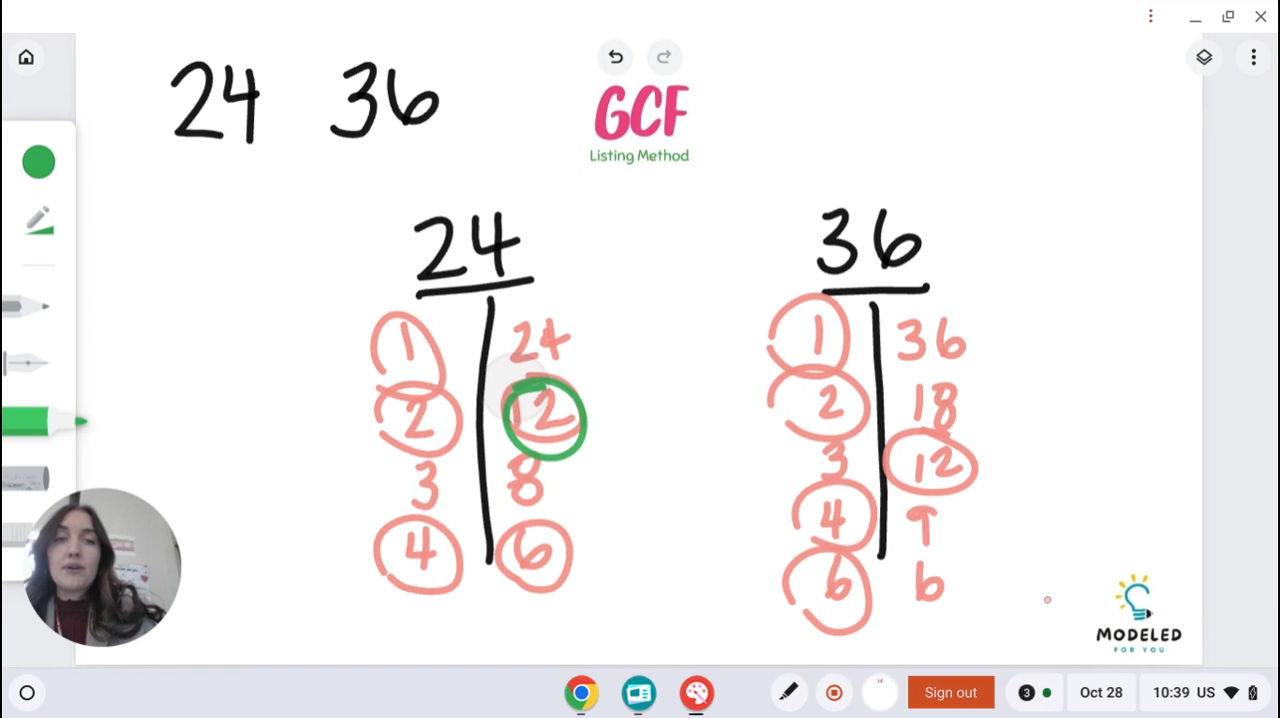 24 36
GCF
Listing Method
24
1 24
2 12
3 8
4 6
36
1 36
2 18
3 12
4 9
6 6
MODELED
FOR YOU
Sign out
3
Oct 28
10:39 US